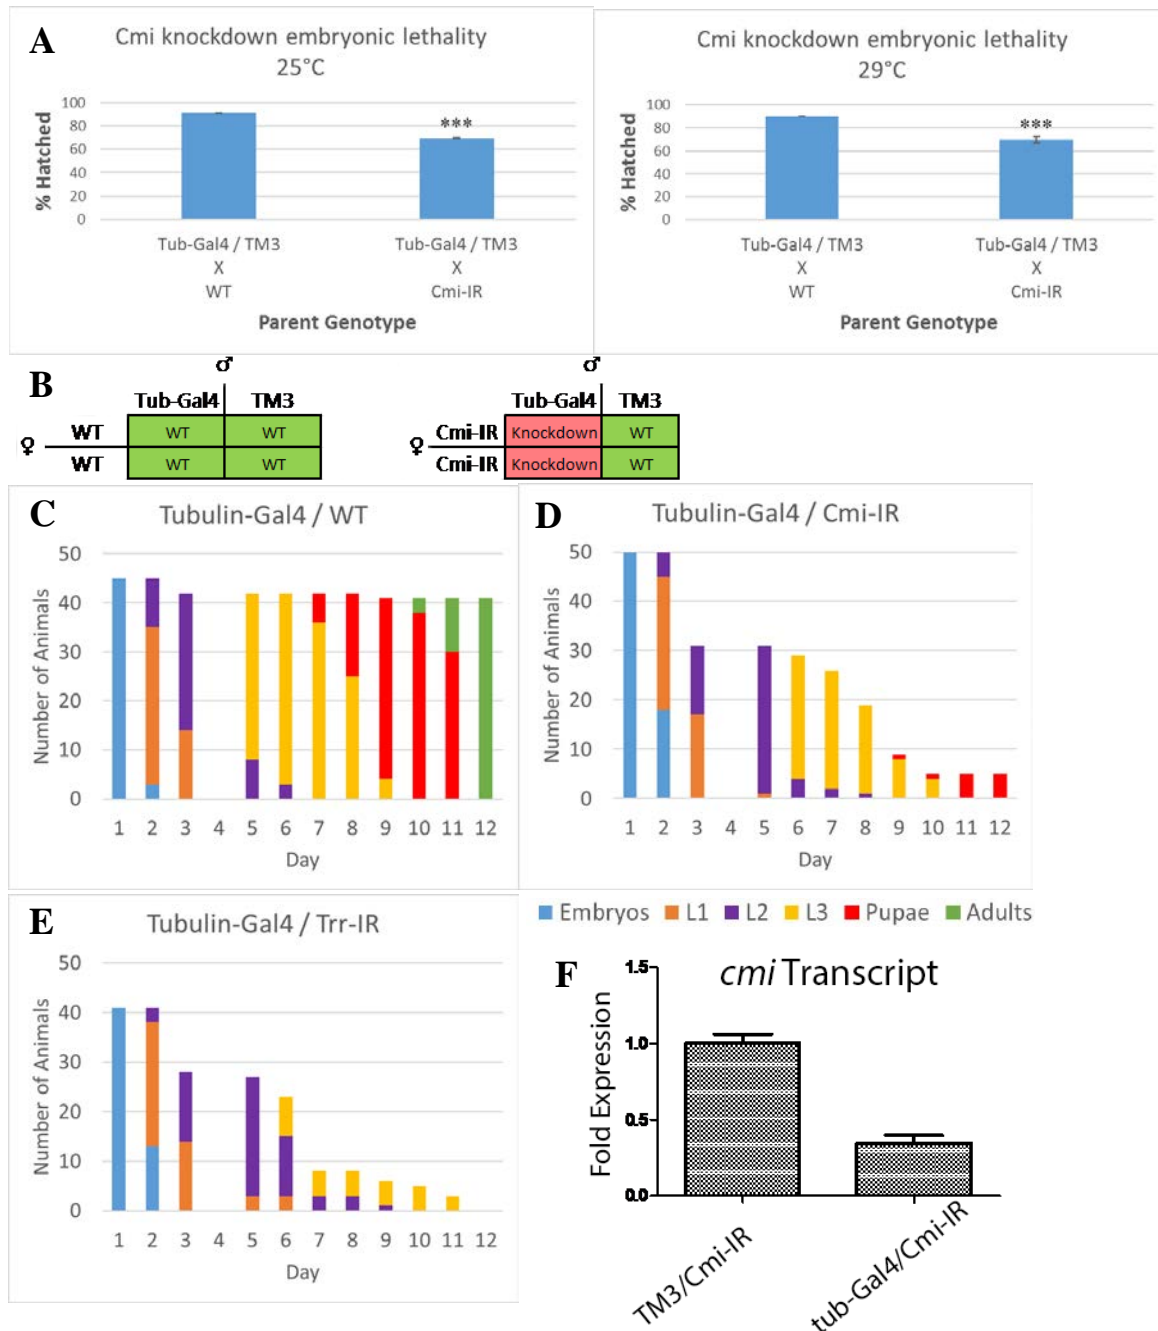 A
Cmi knockdown embryonic lethality
25°C
% Hatched
100
80
60
40
20
0
***
Tub-Gal4 / TM3
X
WT
Tub-Gal4 / TM3
X
Cmi-IR
Parent Genotype
Cmi knockdown embryonic lethality
29°C
% Hatched
100
80
60
40
20
0
***
Tub-Gal4 / TM3
X
WT
Tub-Gal4 / TM3
X
Cmi-IR
Parent Genotype
B
♂
Tub-Gal4 TM3
♀ WT WT WT
WT WT WT
♂
Tub-Gal4 TM3
♀ Cmi-IR Knockdown WT
Cmi-IR Knockdown WT
C
Tubulin-Gal4 / WT
Number of Animals
50
40
30
20
10
0
1 2 3 4 5 6 7 8 9 10 11 12
Day
D
Tubulin-Gal4 / Cmi-IR
Number of Animals
50
40
30
20
10
0
1 2 3 4 5 6 7 8 9 10 11 12
Day
E
Tubulin-Gal4 / Trr-IR
Number of Animals
50
40
30
20
10
0
1 2 3 4 5 6 7 8 9 10 11 12
Day
Embryos L1 L2 L3 Pupae Adults
F
cmi Transcript
Fold Expression
1.5
1.0
0.5
0.0
TM3/Cmi-IR
tub-Gal4/Cmi-IR